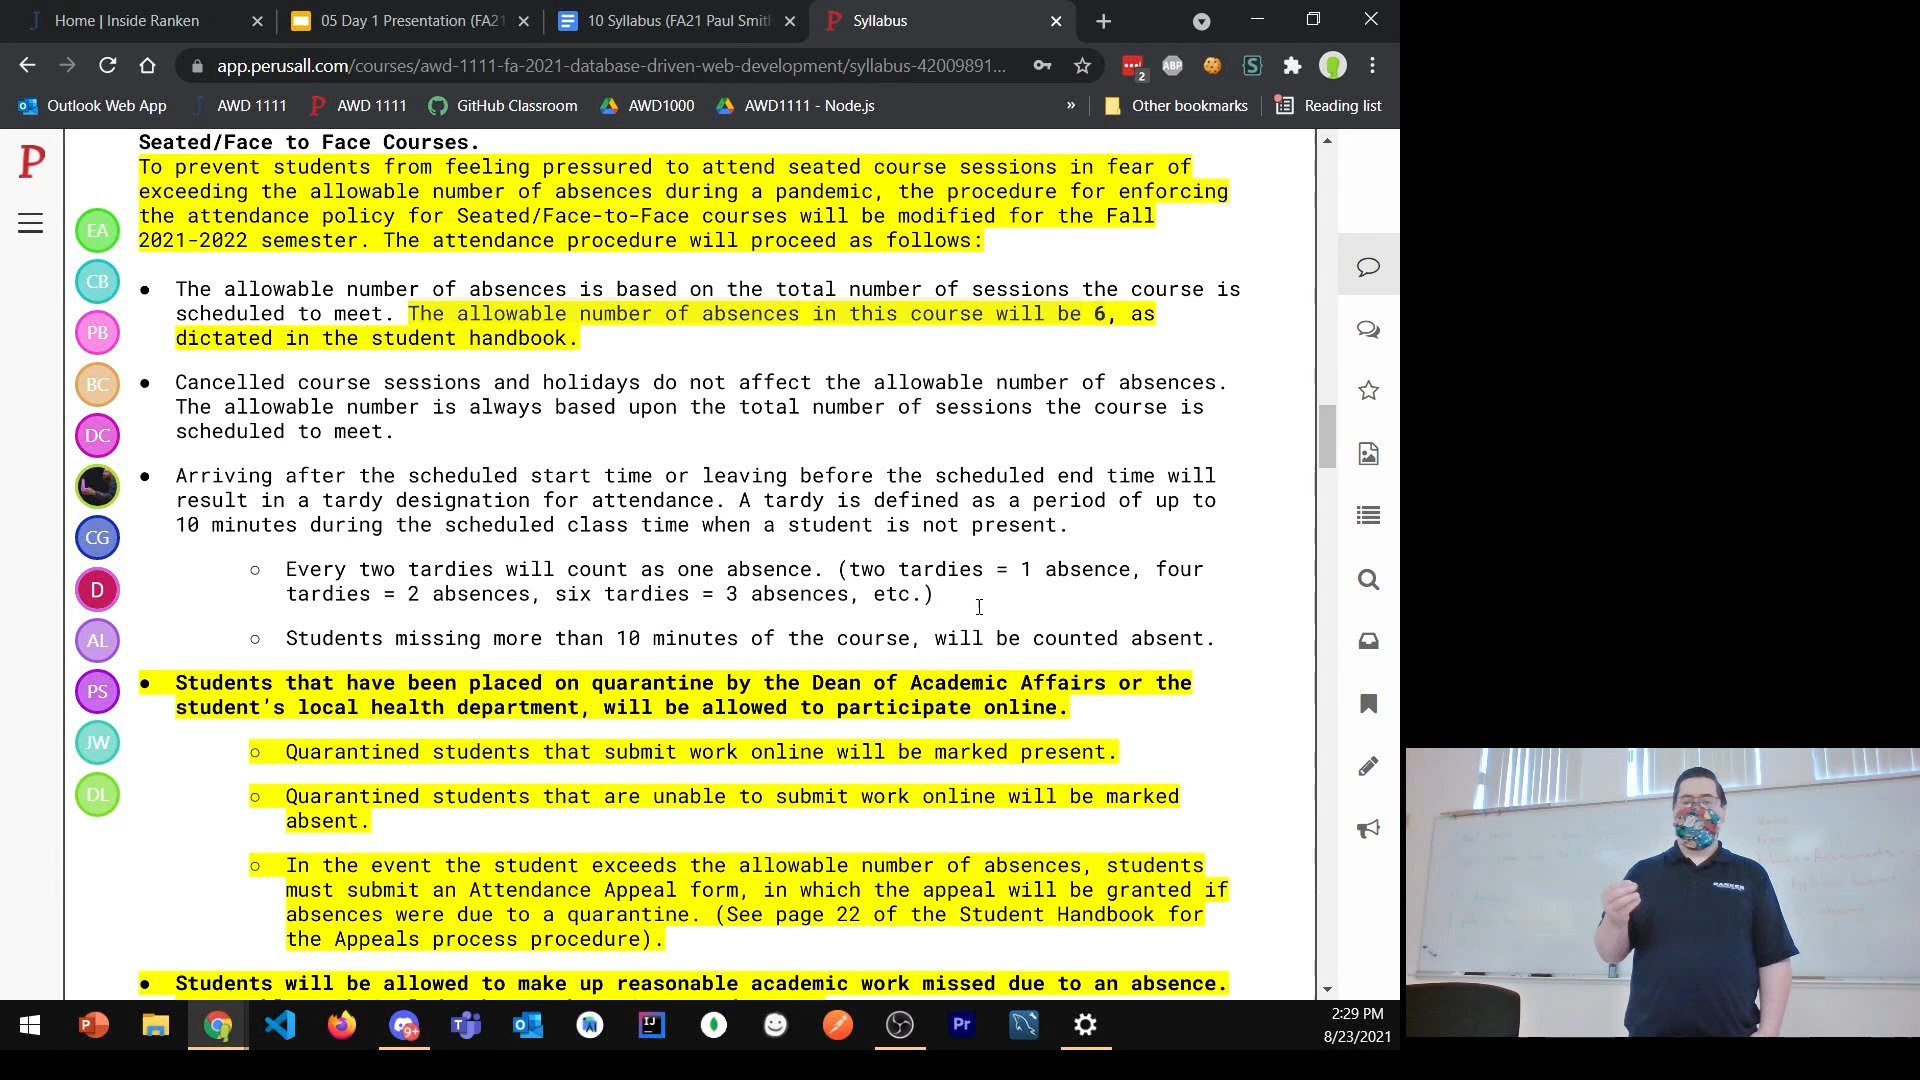 Home | Inside Ranken
05 Day 1 Presentation (FA21
10 Syllabus (FA21 Paul Smith
Syllabus
app.perusall.com/courses/awd-1111-fa-2021-database-driven-web-development/syllabus-42009891...
2
ABP
Outlook Web App
AWD 1111
AWD 1111
GitHub Classroom
AWD1000
AWD1111 - Node.js
»
Other bookmarks
Reading list
Seated/Face to Face Courses.
To prevent students from feeling pressured to attend seated course sessions in fear of
exceeding the allowable number of absences during a pandemic, the procedure for enforcing
the attendance policy for Seated/Face-to-Face courses will be modified for the Fall
2021-2022 semester. The attendance procedure will proceed as follows:
● The allowable number of absences is based on the total number of sessions the course is
scheduled to meet. The allowable number of absences in this course will be 6, as
dictated in the student handbook.
● Cancelled course sessions and holidays do not affect the allowable number of absences.
The allowable number is always based upon the total number of sessions the course is
scheduled to meet.
● Arriving after the scheduled start time or leaving before the scheduled end time will
result in a tardy designation for attendance. A tardy is defined as a period of up to
10 minutes during the scheduled class time when a student is not present.
○ Every two tardies will count as one absence. (two tardies = 1 absence, four
tardies = 2 absences, six tardies = 3 absences, etc.)
○ Students missing more than 10 minutes of the course, will be counted absent.
● Students that have been placed on quarantine by the Dean of Academic Affairs or the
student’s local health department, will be allowed to participate online.
○ Quarantined students that submit work online will be marked present.
○ Quarantined students that are unable to submit work online will be marked
absent.
○ In the event the student exceeds the allowable number of absences, students
must submit an Attendance Appeal form, in which the appeal will be granted if
absences were due to a quarantine. (See page 22 of the Student Handbook for
the Appeals process procedure).
● Students will be allowed to make up reasonable academic work missed due to an absence.
EA
CB
PB
BC
DC
CG
D
AL
PS
JW
DL
RANKEN
9+
IJ
Pr
2:29 PM
8/23/2021